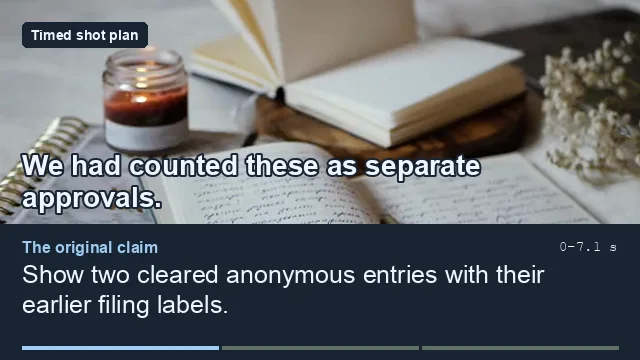 Timed shot plan
We had counted these as separate
approvals.
The original claim
0–7.1 s
Show two cleared anonymous entries with their
earlier filing labels.